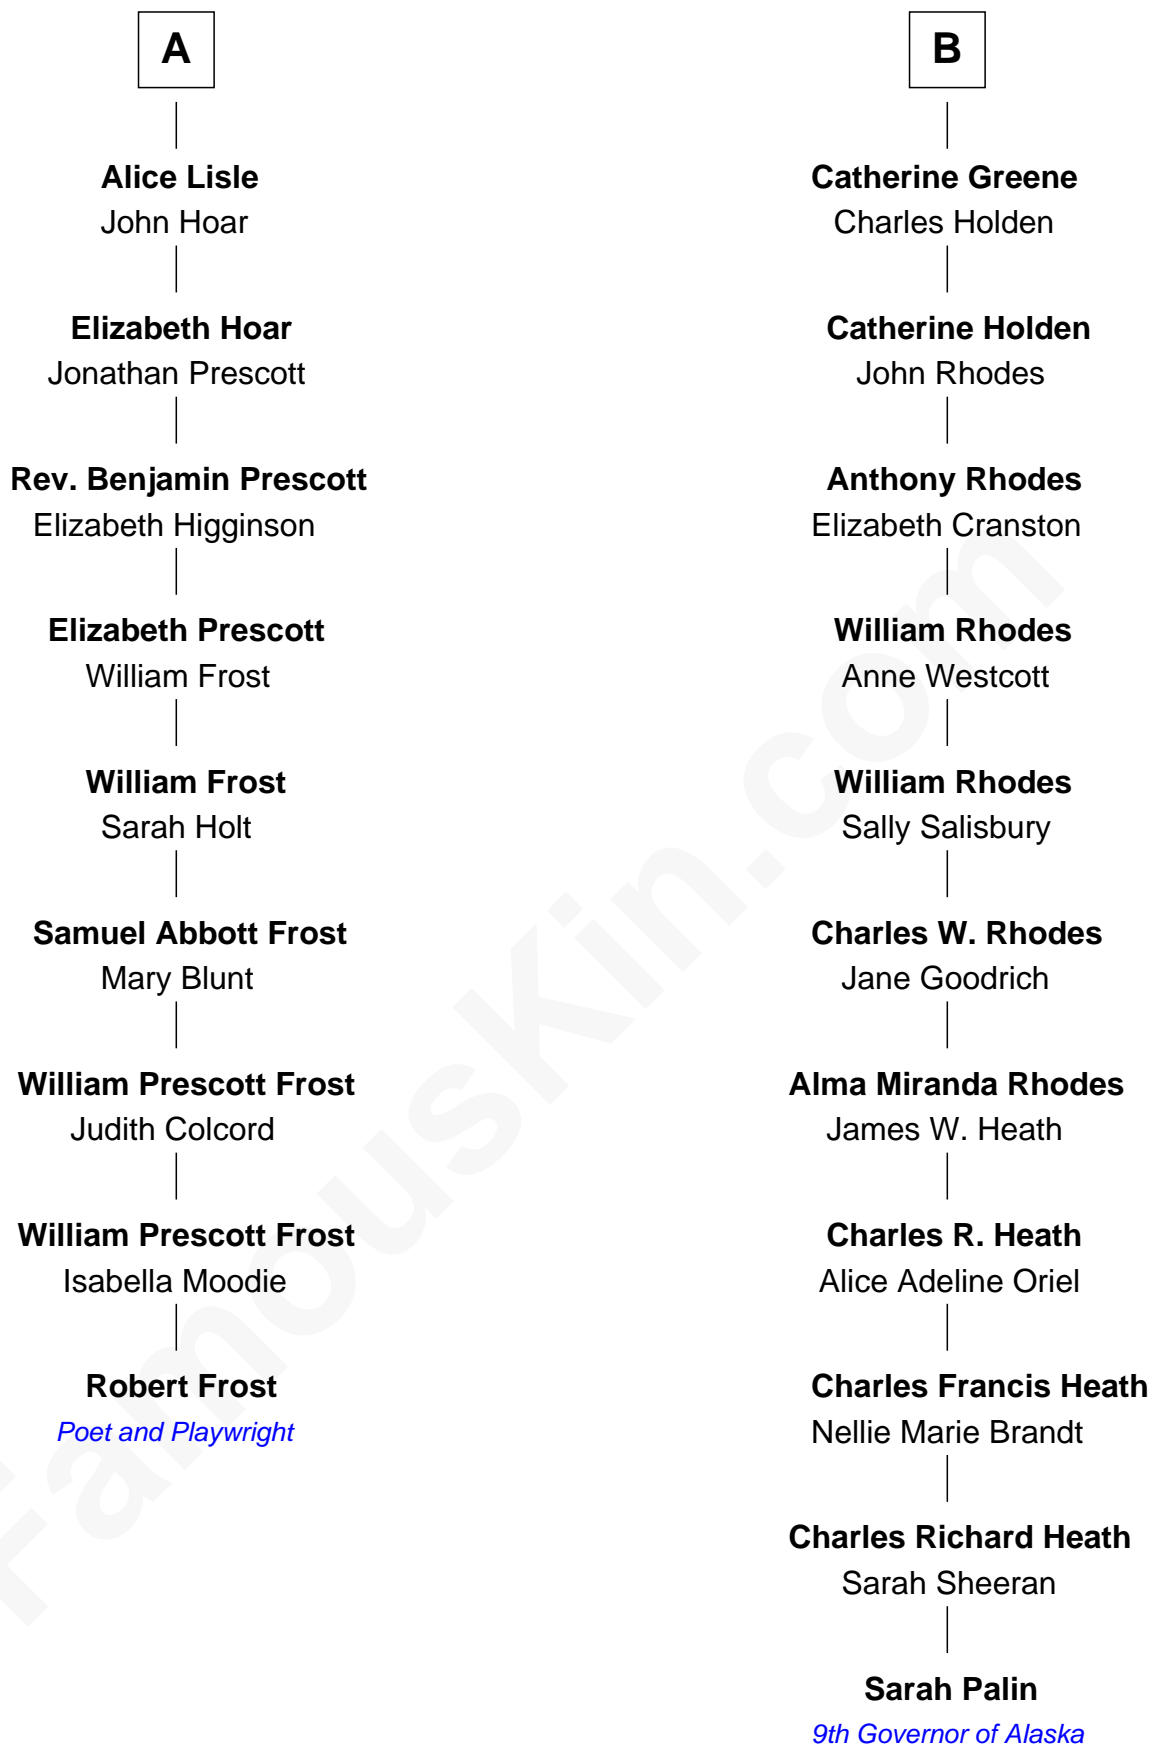 A
Alice Lisle
John Hoar
Elizabeth Hoar
Jonathan Prescott
Rev. Benjamin Prescott
Elizabeth Higginson
Elizabeth Prescott
William Frost
William Frost
Sarah Holt
Samuel Abbott Frost
Mary Blunt
William Prescott Frost
Judith Colcord
William Prescott Frost
Isabella Moodie
Robert Frost
Poet and Playwright
B
Catherine Greene
Charles Holden
Catherine Holden
John Rhodes
Anthony Rhodes
Elizabeth Cranston
William Rhodes
Anne Westcott
William Rhodes
Sally Salisbury
Charles W. Rhodes
Jane Goodrich
Alma Miranda Rhodes
James W. Heath
Charles R. Heath
Alice Adeline Oriel
Charles Francis Heath
Nellie Marie Brandt
Charles Richard Heath
Sarah Sheeran
Sarah Palin
9th Governor of Alaska
FamousKin.com